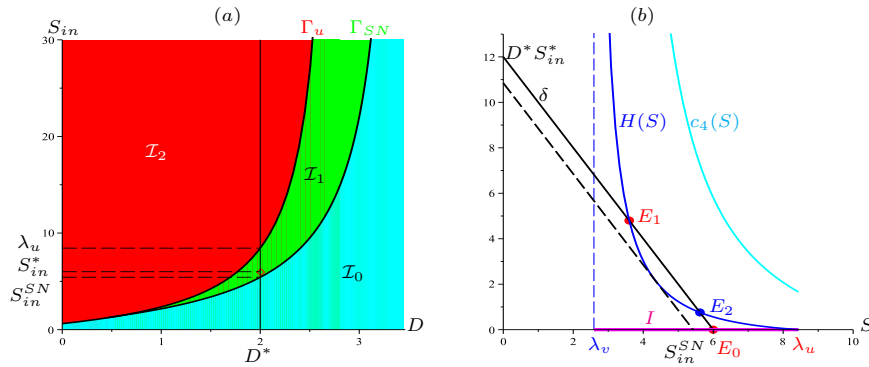 (a)
S_in
Γ_u
Γ_SN
30
20
10
0
I_2
I_1
I_0
λ_u
S*_in
S^SN_in
0
1
2
3
D
D*
(b)
D*S*_in
12
10
8
6
4
2
0
δ
H(S)
c_4(S)
E_1
E_2
I
E_0
0
2
4
6
8
10
S
λ_v
S^SN_in
λ_u